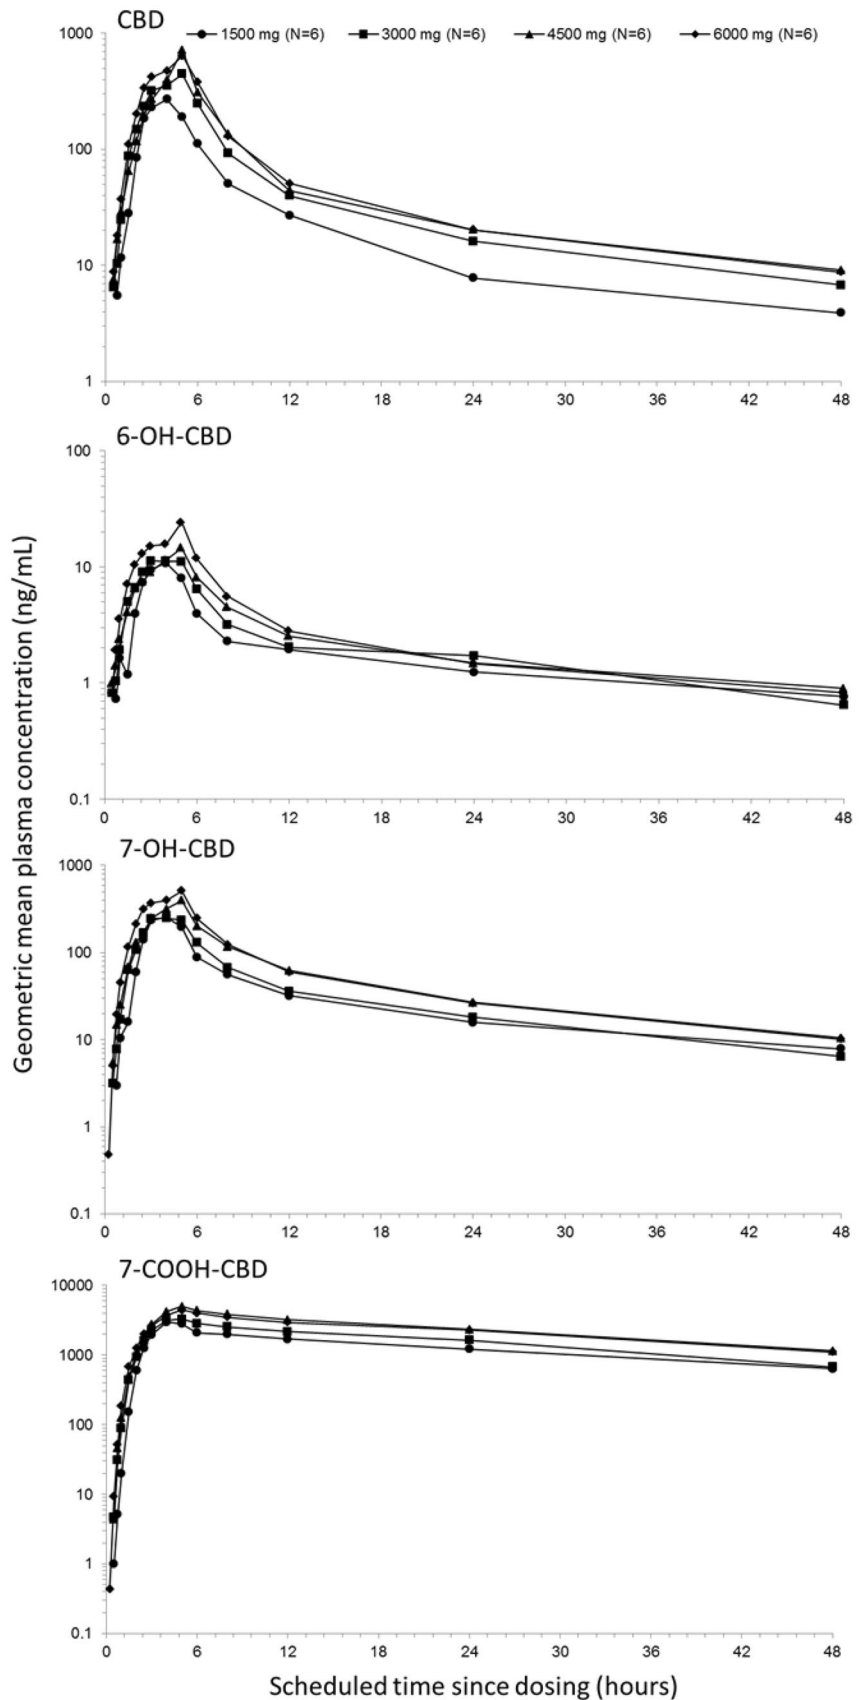 CBD
1500 mg (N=6) 3000 mg (N=6) 4500 mg (N=6) 6000 mg (N=6)
1000
100
10
1
0 6 12 18 24 30 36 42 48
6-OH-CBD
100
10
1
0.1
0 6 12 18 24 30 36 42 48
7-OH-CBD
1000
100
10
1
0.1
0 6 12 18 24 30 36 42 48
7-COOH-CBD
10000
1000
100
10
1
0.1
0 6 12 18 24 30 36 42 48
Geometric mean plasma concentration (ng/mL)
Scheduled time since dosing (hours)